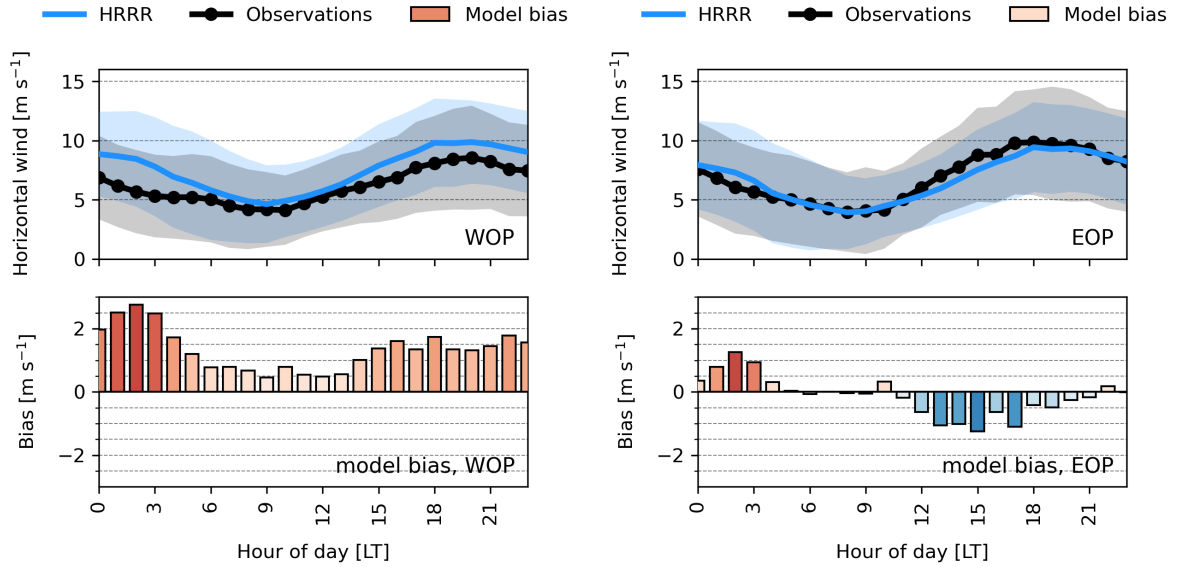 HRRR Observations Model bias
HRRR Observations Model bias
Horizontal wind [m s⁻¹]
15
10
5
0
WOP
Horizontal wind [m s⁻¹]
15
10
5
0
EOP
Bias [m s⁻¹]
2
0
−2
model bias, WOP
0 3 6 9 12 15 18 21
Hour of day [LT]
Bias [m s⁻¹]
2
0
−2
model bias, EOP
0 3 6 9 12 15 18 21
Hour of day [LT]